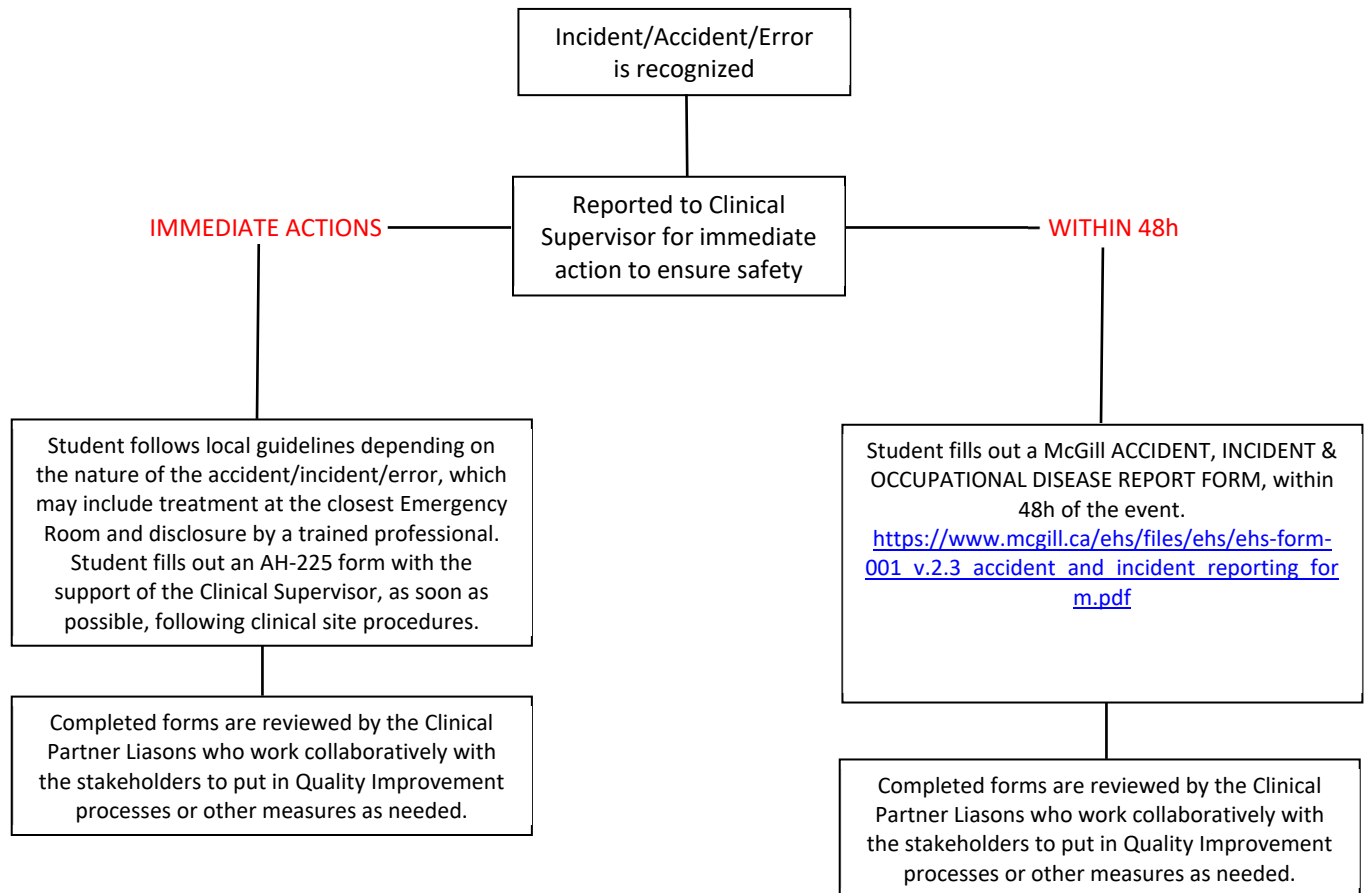 Incident/Accident/Error
is recognized
Reported to Clinical
Supervisor for immediate
action to ensure safety
IMMEDIATE ACTIONS
WITHIN 48h
Student follows local guidelines depending on
the nature of the accident/incident/error, which
may include treatment at the closest Emergency
Room and disclosure by a trained professional.
Student fills out an AH-225 form with the
support of the Clinical Supervisor, as soon as
possible, following clinical site procedures.
Completed forms are reviewed by the Clinical
Partner Liasons who work collaboratively with
the stakeholders to put in Quality Improvement
processes or other measures as needed.
Student fills out a McGill ACCIDENT, INCIDENT &
OCCUPATIONAL DISEASE REPORT FORM, within
48h of the event.
https://www.mcgill.ca/ehs/files/ehs/ehs-form-
001_v.2.3_accident_and_incident_reporting_for
m.pdf
Completed forms are reviewed by the Clinical
Partner Liasons who work collaboratively with
the stakeholders to put in Quality Improvement
processes or other measures as needed.